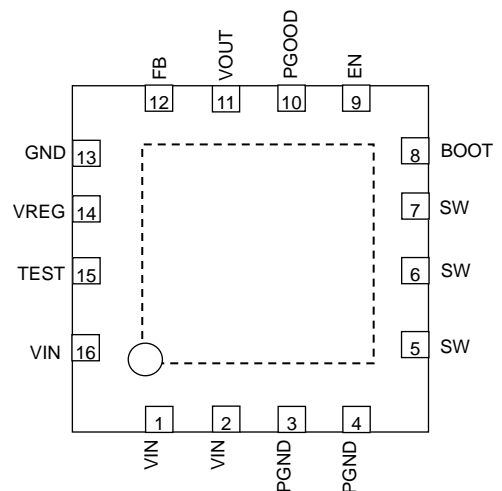 FB
VOUT
PGOOD
EN
12
11
10
9
GND 13
8 BOOT
VREG 14
7 SW
TEST 15
6 SW
VIN 16
5 SW
1
2
3
4
VIN
VIN
PGND
PGND